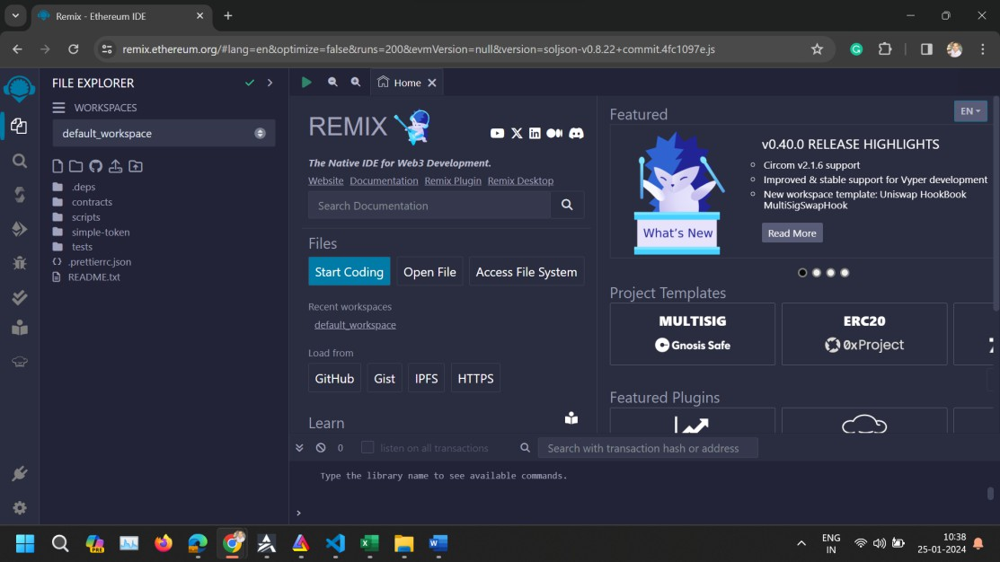 Remix - Ethereum IDE
remix.ethereum.org/#lang=en&optimize=false&runs=200&evmVersion=null&version=soljson-v0.8.22+commit.4fc1097e.js
FILE EXPLORER
WORKSPACES
default_workspace
.deps
contracts
scripts
simple-token
tests
.prettierrc.json
README.txt
Home
REMIX
The Native IDE for Web3 Development.
Website Documentation Remix Plugin Remix Desktop
Search Documentation
Files
Start Coding Open File Access File System
Recent workspaces
default_workspace
Load from
GitHub Gist IPFS HTTPS
Learn
Featured
EN
What's New
v0.40.0 RELEASE HIGHLIGHTS
Circom v2.1.6 support
Improved & stable support for Vyper development
New workspace template: Uniswap HookBook
MultiSigSwapHook
Read More
Project Templates
MULTISIG
Gnosis Safe
ERC20
0xProject
Featured Plugins
0 listen on all transactions Search with transaction hash or address
Type the library name to see available commands.
>
PRE
ENG
IN
10:38
25-01-2024